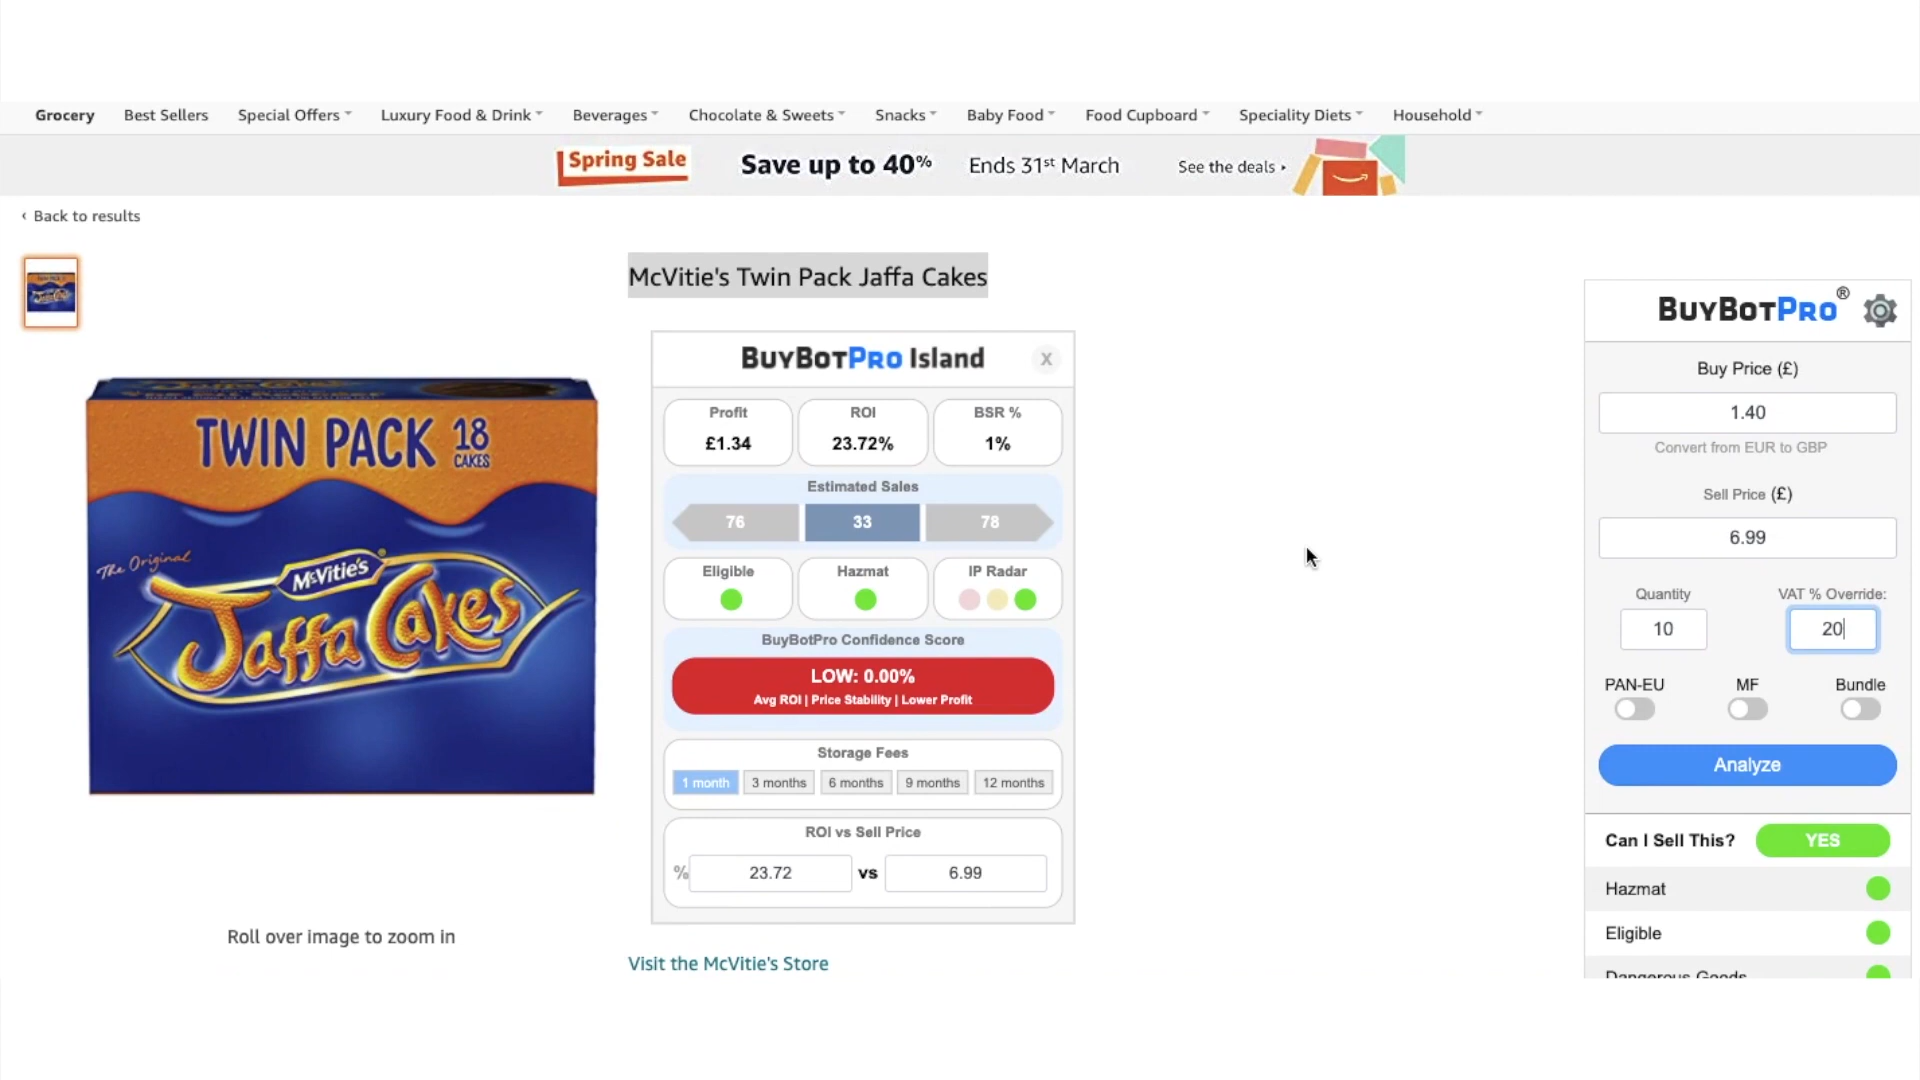 Grocery Best Sellers Special Offers Luxury Food & Drink Beverages Chocolate & Sweets Snacks Baby Food Food Cupboard Speciality Diets Household
Spring Sale Save up to 40% Ends 31st March See the deals ▸
‹ Back to results
McVitie's Twin Pack Jaffa Cakes
TWIN PACK 18 CAKES
The Original
McVitie's®
Jaffa Cakes
Roll over image to zoom in
BuyBotPro Island X
Profit ROI BSR %
£1.34 23.72% 1%
Estimated Sales
76 33 78
Eligible Hazmat IP Radar
BuyBotPro Confidence Score
LOW: 0.00%
Avg ROI | Price Stability | Lower Profit
Storage Fees
1 month 3 months 6 months 9 months 12 months
ROI vs Sell Price
% 23.72 vs 6.99
Visit the McVitie's Store
BuyBotPro®
Buy Price (£)
1.40
Convert from EUR to GBP
Sell Price (£)
6.99
Quantity VAT % Override:
10 20
PAN-EU MF Bundle
Analyze
Can I Sell This? YES
Hazmat
Eligible
Dangerous Goods